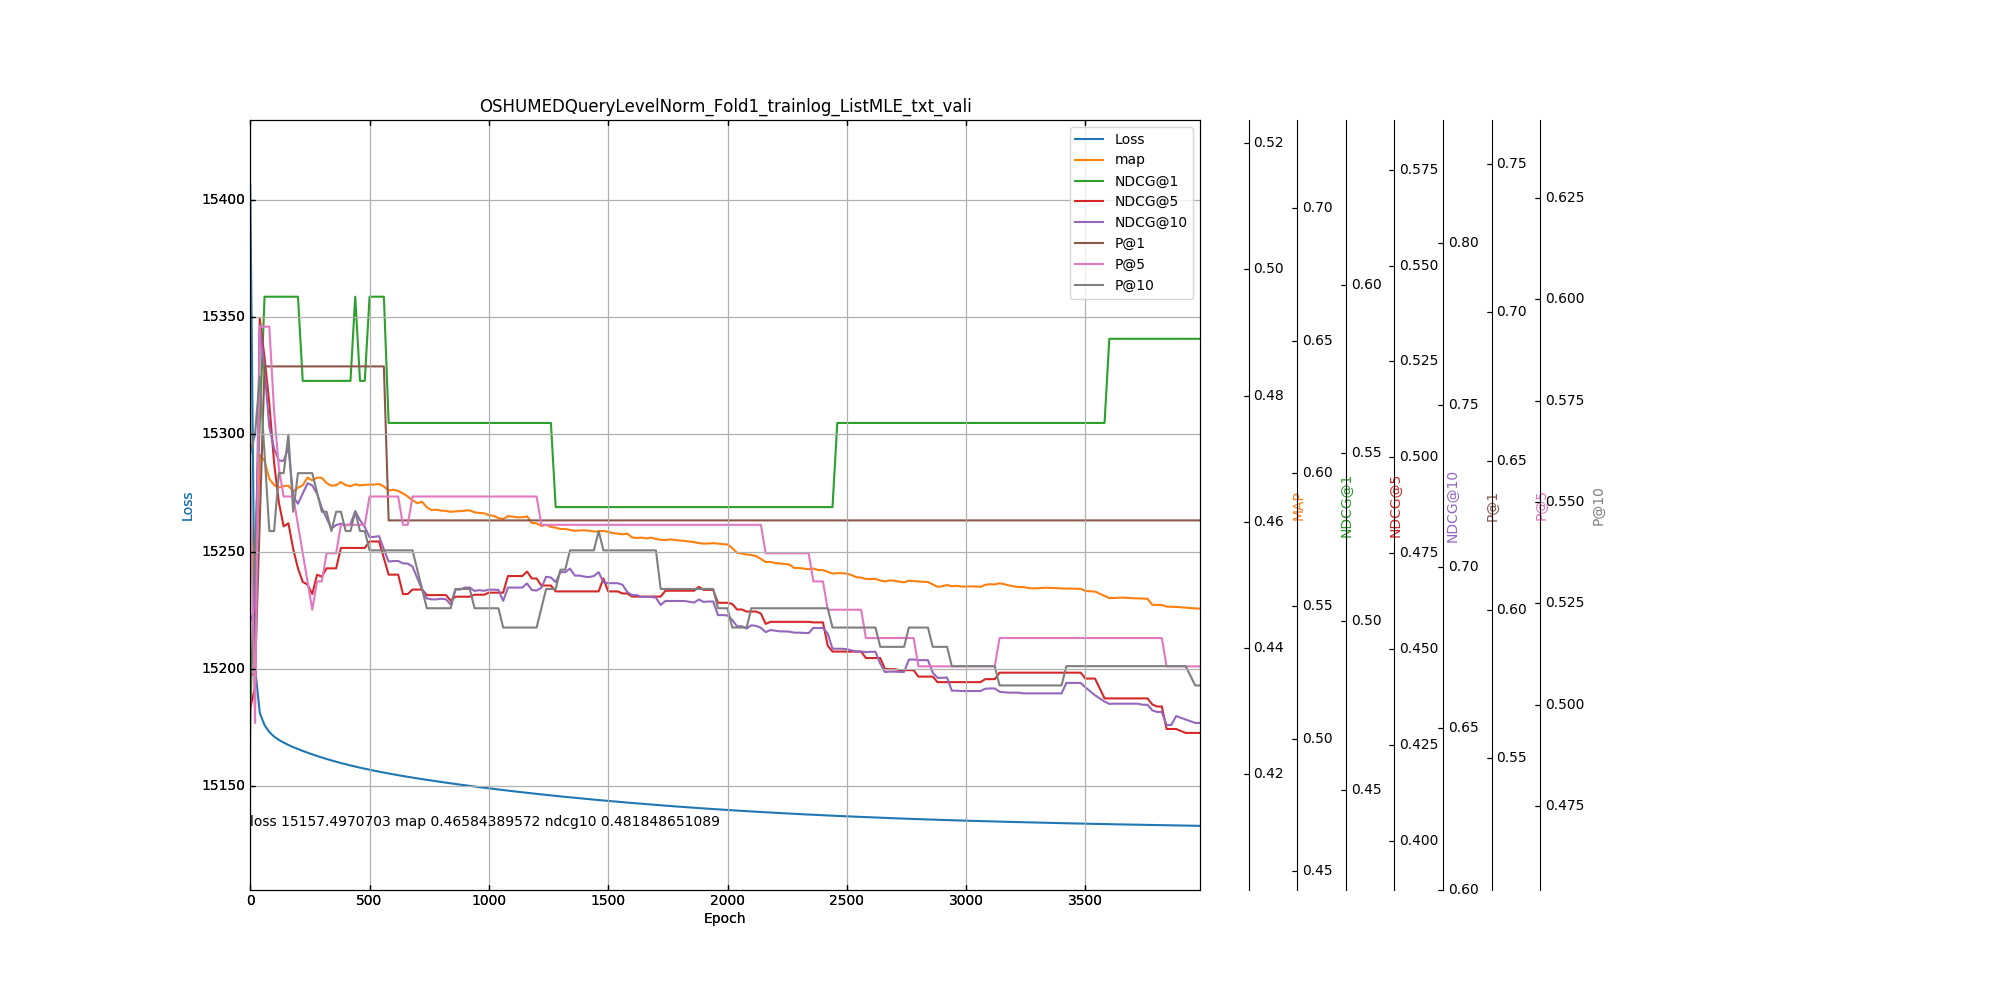 OSHUMEDQueryLevelNorm_Fold1_trainlog_ListMLE_txt_vali
Loss
map
NDCG@1
NDCG@5
NDCG@10
P@1
P@5
P@10
15400
15350
15300
15250
15200
15150
Loss
loss 15157.4970703 map 0.46584389572 ndcg10 0.481848651089
0 500 1000 1500 2000 2500 3000 3500
Epoch
0.52
0.50
0.48
0.46
0.44
0.42
MAP
0.70
0.65
0.60
0.55
0.50
0.45
NDCG@1
0.60
0.55
0.50
0.45
NDCG@5
0.575
0.550
0.525
0.500
0.475
0.450
0.425
0.400
NDCG@10
0.80
0.75
0.70
0.65
0.60
P@1
0.75
0.70
0.65
0.60
0.55
P@5
0.625
0.600
0.575
0.550
0.525
0.500
0.475
P@10